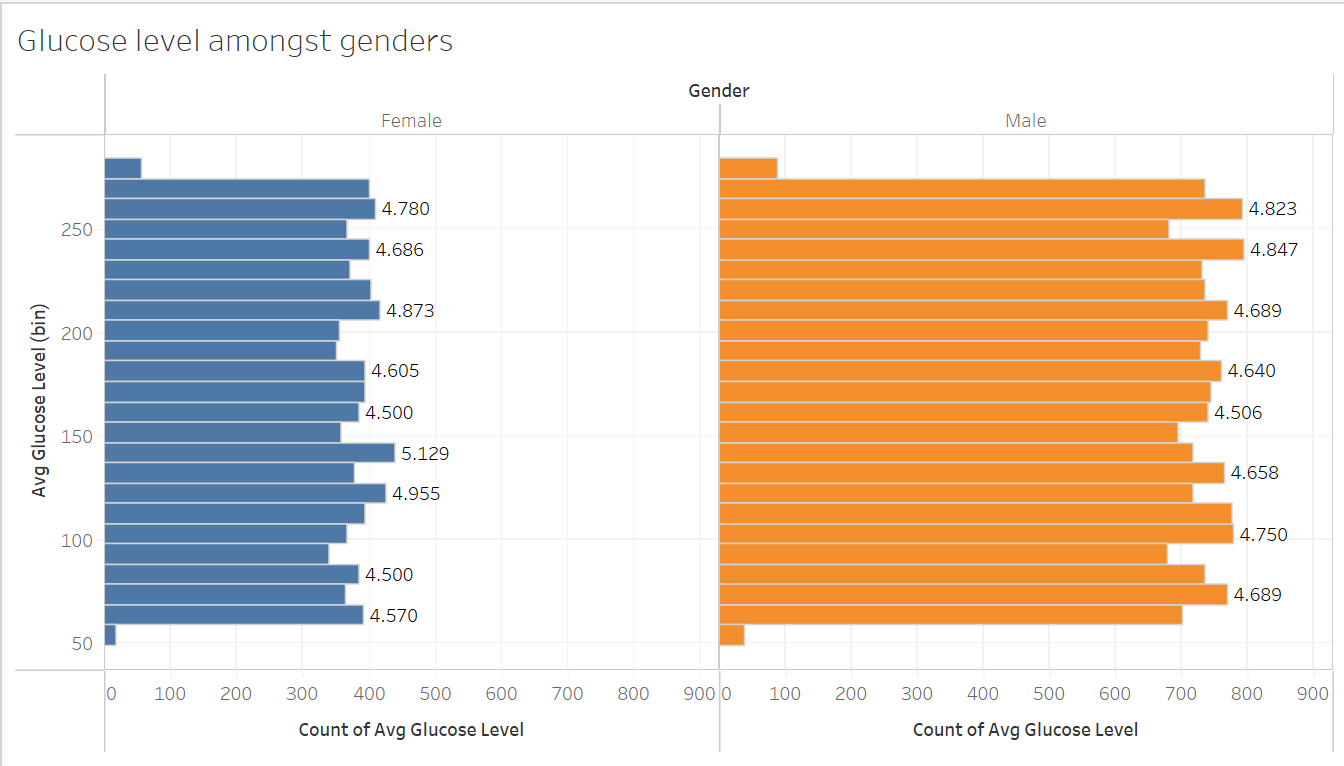 Glucose level amongst genders
Gender
Female Male
4.780 4.823
250
4.686 4.847
4.873 4.689
200
4.605 4.640
4.500 4.506
150
5.129
4.658
4.955
100 4.750
4.500
4.689
4.570
50
Avg Glucose Level (bin)
0 100 200 300 400 500 600 700 800 900 0 100 200 300 400 500 600 700 800 900
Count of Avg Glucose Level Count of Avg Glucose Level